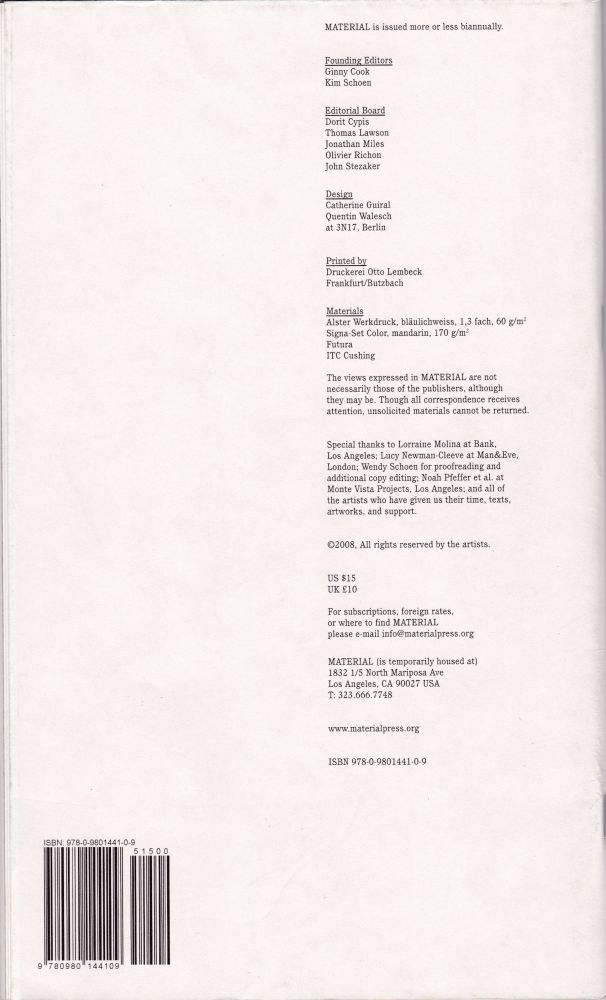 MATERIAL is issued more or less biannually.
Founding Editors
Ginny Cook
Kim Schoen
Editorial Board
Dorit Cypis
Thomas Lawson
Jonathan Miles
Olivier Richon
John Stezaker
Design
Catherine Guiral
Quentin Walesch
at 3N17, Berlin
Printed by
Druckerei Otto Lembeck
Frankfurt/Butzbach
Materials
Alster Werkdruck, bläulichweiss, 1,3 fach, 60 g/m²
Signa-Set Color, mandarin, 170 g/m²
Futura
ITC Cushing
The views expressed in MATERIAL are not
necessarily those of the publishers, although
they may be. Though all correspondence receives
attention, unsolicited materials cannot be returned.
Special thanks to Lorraine Molina at Bank,
Los Angeles; Lucy Newman-Cleeve at Man&Eve,
London; Wendy Schoen for proofreading and
additional copy editing; Noah Pfeffer et al. at
Monte Vista Projects, Los Angeles; and all of
the artists who have given us their time, texts,
artworks, and support.
©2008, All rights reserved by the artists.
US $15
UK £10
For subscriptions, foreign rates,
or where to find MATERIAL
please e-mail info@materialpress.org
MATERIAL (is temporarily housed at)
1832 1/5 North Mariposa Ave
Los Angeles, CA 90027 USA
T: 323.666.7748
www.materialpress.org
ISBN 978-0-9801441-0-9
ISBN: 978-0-9801441-0-9
51500
9 780980 144109